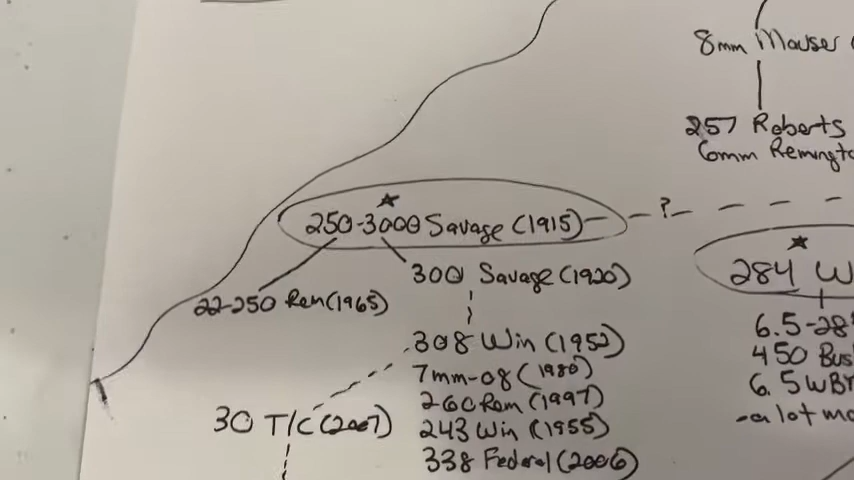 8mm Mauser
257 Roberts
6mm Remingto
250-3000 Savage (1915) - - ? - - - -
22-250 Rem (1965)
300 Savage (1920)
308 Win (1952)
7mm-08 (1980)
260 Rem (1997)
243 Win (1955)
338 Federal (2006)
30 T/C (2007)
284 W
6.5-28
450 Bus
6.5 WBY
-a lot mo